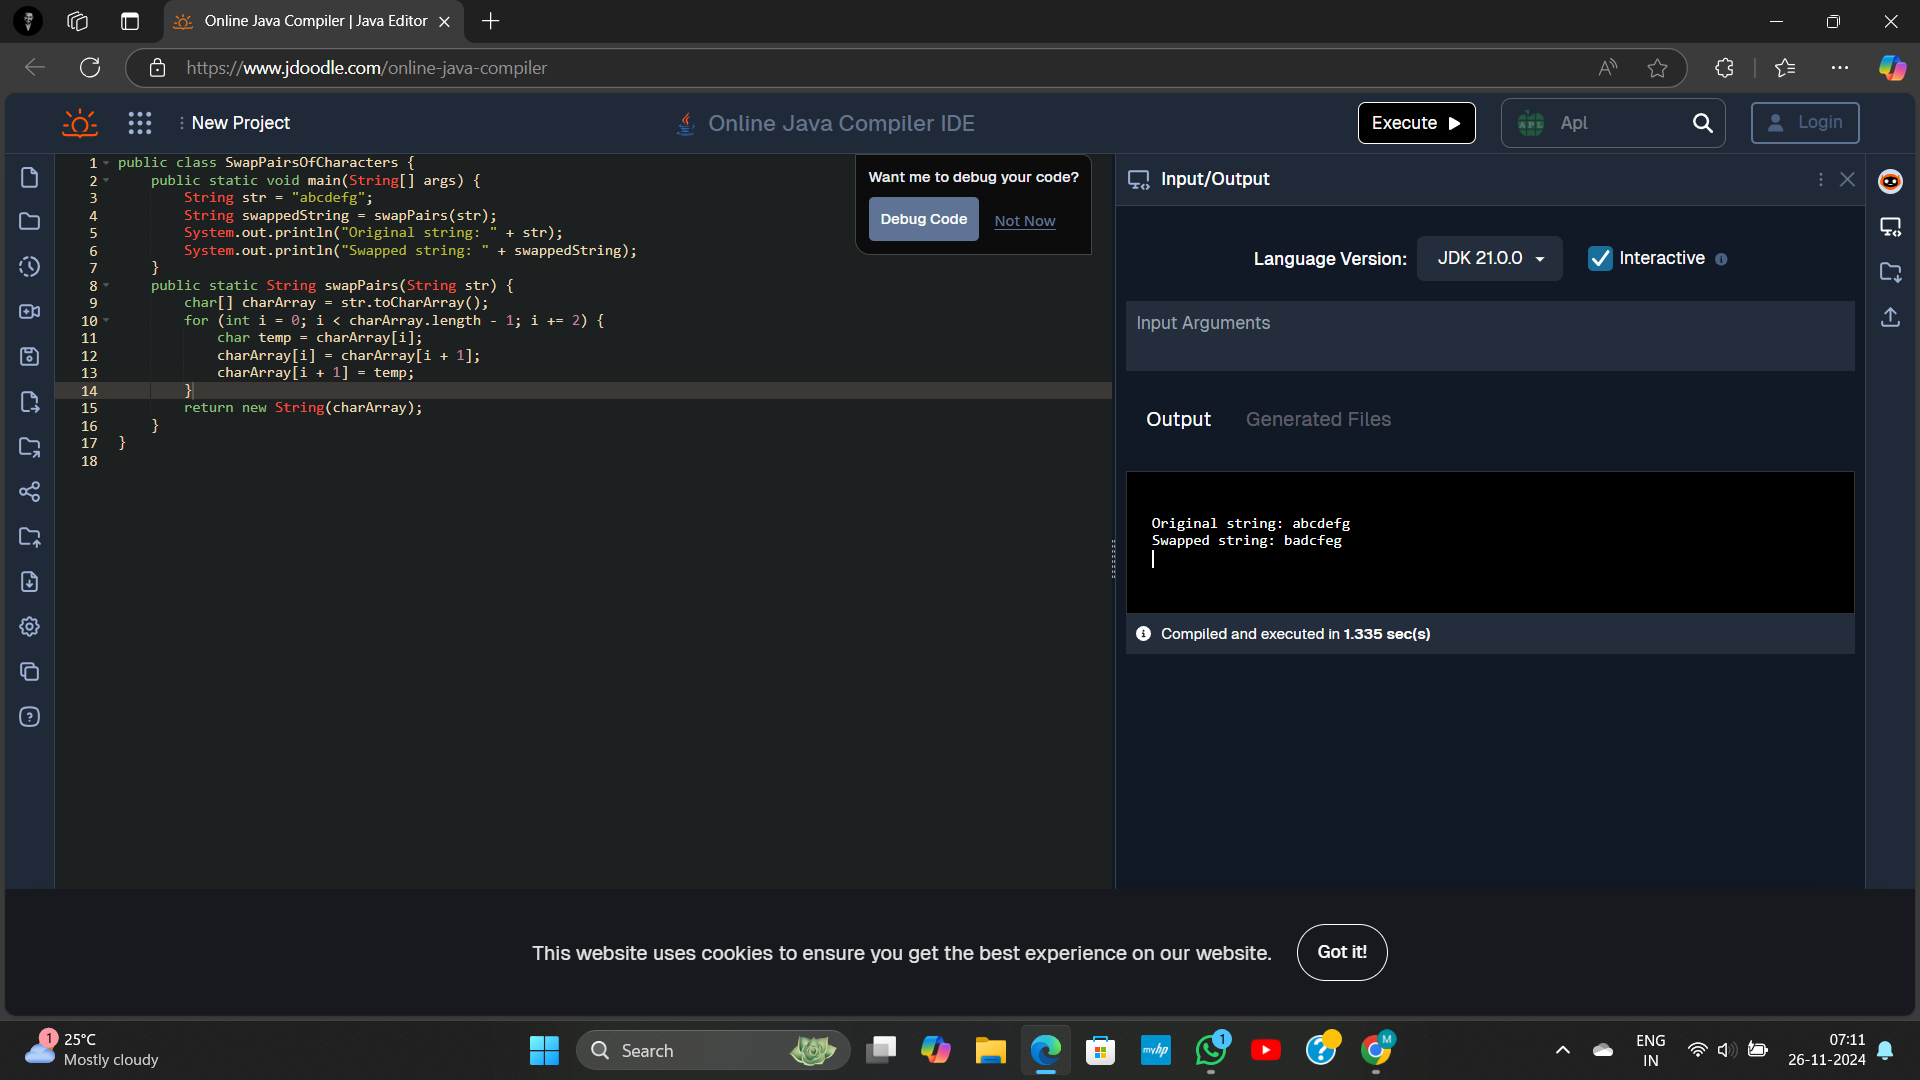 Online Java Compiler | Java Editor
https://www.jdoodle.com/online-java-compiler
New Project
Online Java Compiler IDE
Execute
APL
Apl
Login
1 public class SwapPairsOfCharacters {
2     public static void main(String[] args) {
3         String str = "abcdefg";
4         String swappedString = swapPairs(str);
5         System.out.println("Original string: " + str);
6         System.out.println("Swapped string: " + swappedString);
7     }
8     public static String swapPairs(String str) {
9         char[] charArray = str.toCharArray();
10         for (int i = 0; i < charArray.length - 1; i += 2) {
11             char temp = charArray[i];
12             charArray[i] = charArray[i + 1];
13             charArray[i + 1] = temp;
14         }
15         return new String(charArray);
16     }
17 }
18
Want me to debug your code?
Debug Code
Not Now
Input/Output
Language Version:
JDK 21.0.0
Interactive
Input Arguments
Output
Generated Files
Original string: abcdefg
Swapped string: badcfeg
Compiled and executed in 1.335 sec(s)
This website uses cookies to ensure you get the best experience on our website.
Got it!
1
25°C
Mostly cloudy
Search
myhp
1
M
ENG
IN
07:11
26-11-2024